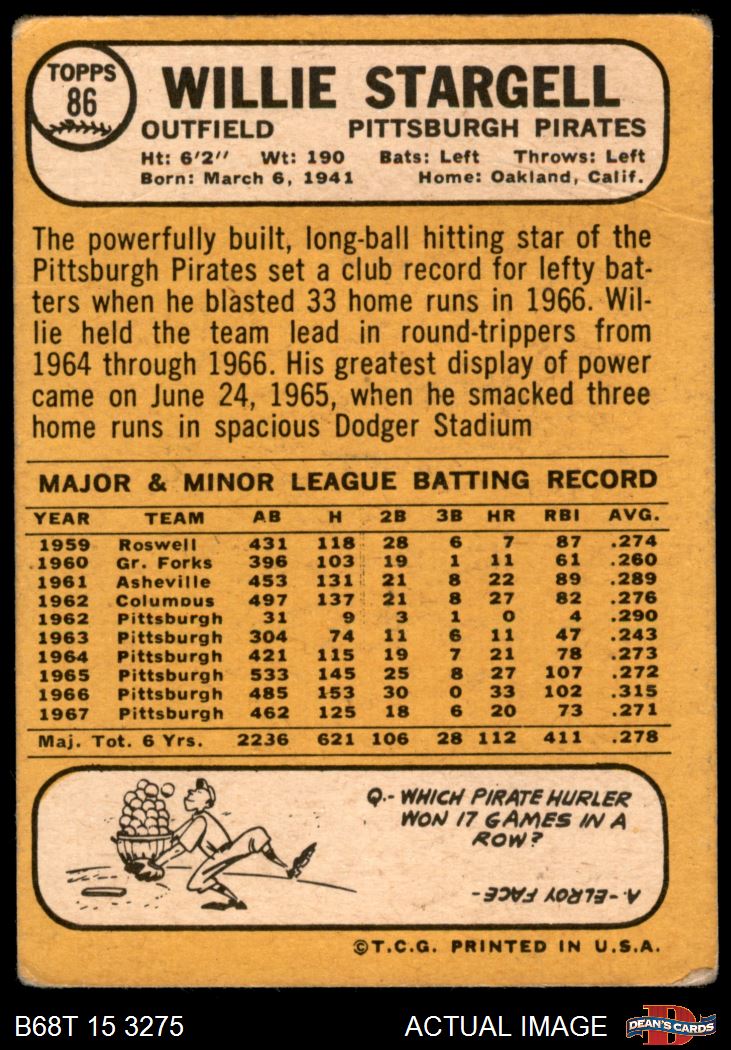 TOPPS
86
WILLIE STARGELL
OUTFIELD PITTSBURGH PIRATES
Ht: 6'2" Wt: 190 Bats: Left Throws: Left
Born: March 6, 1941 Home: Oakland, Calif.
The powerfully built, long-ball hitting star of the
Pittsburgh Pirates set a club record for lefty bat-
ters when he blasted 33 home runs in 1966. Wil-
lie held the team lead in round-trippers from
1964 through 1966. His greatest display of power
came on June 24, 1965, when he smacked three
home runs in spacious Dodger Stadium
MAJOR & MINOR LEAGUE BATTING RECORD
YEAR TEAM AB H 2B 3B HR RBI AVG.
1959 Roswell 431 118 28 6 7 87 .274
1960 Gr. Forks 396 103 19 1 11 61 .260
1961 Asheville 453 131 21 8 22 89 .289
1962 Columbus 497 137 21 8 27 82 .276
1962 Pittsburgh 31 9 3 1 0 4 .290
1963 Pittsburgh 304 74 11 6 11 47 .243
1964 Pittsburgh 421 115 19 7 21 78 .273
1965 Pittsburgh 533 145 25 8 27 107 .272
1966 Pittsburgh 485 153 30 0 33 102 .315
1967 Pittsburgh 462 125 18 6 20 73 .271
Maj. Tot. 6 Yrs. 2236 621 106 28 112 411 .278
Q.- WHICH PIRATE HURLER
WON 17 GAMES IN A
ROW?
A.- ELROY FACE-
©T.C.G. PRINTED IN U.S.A.
B68T 15 3275 ACTUAL IMAGE D DEAN'S CARDS